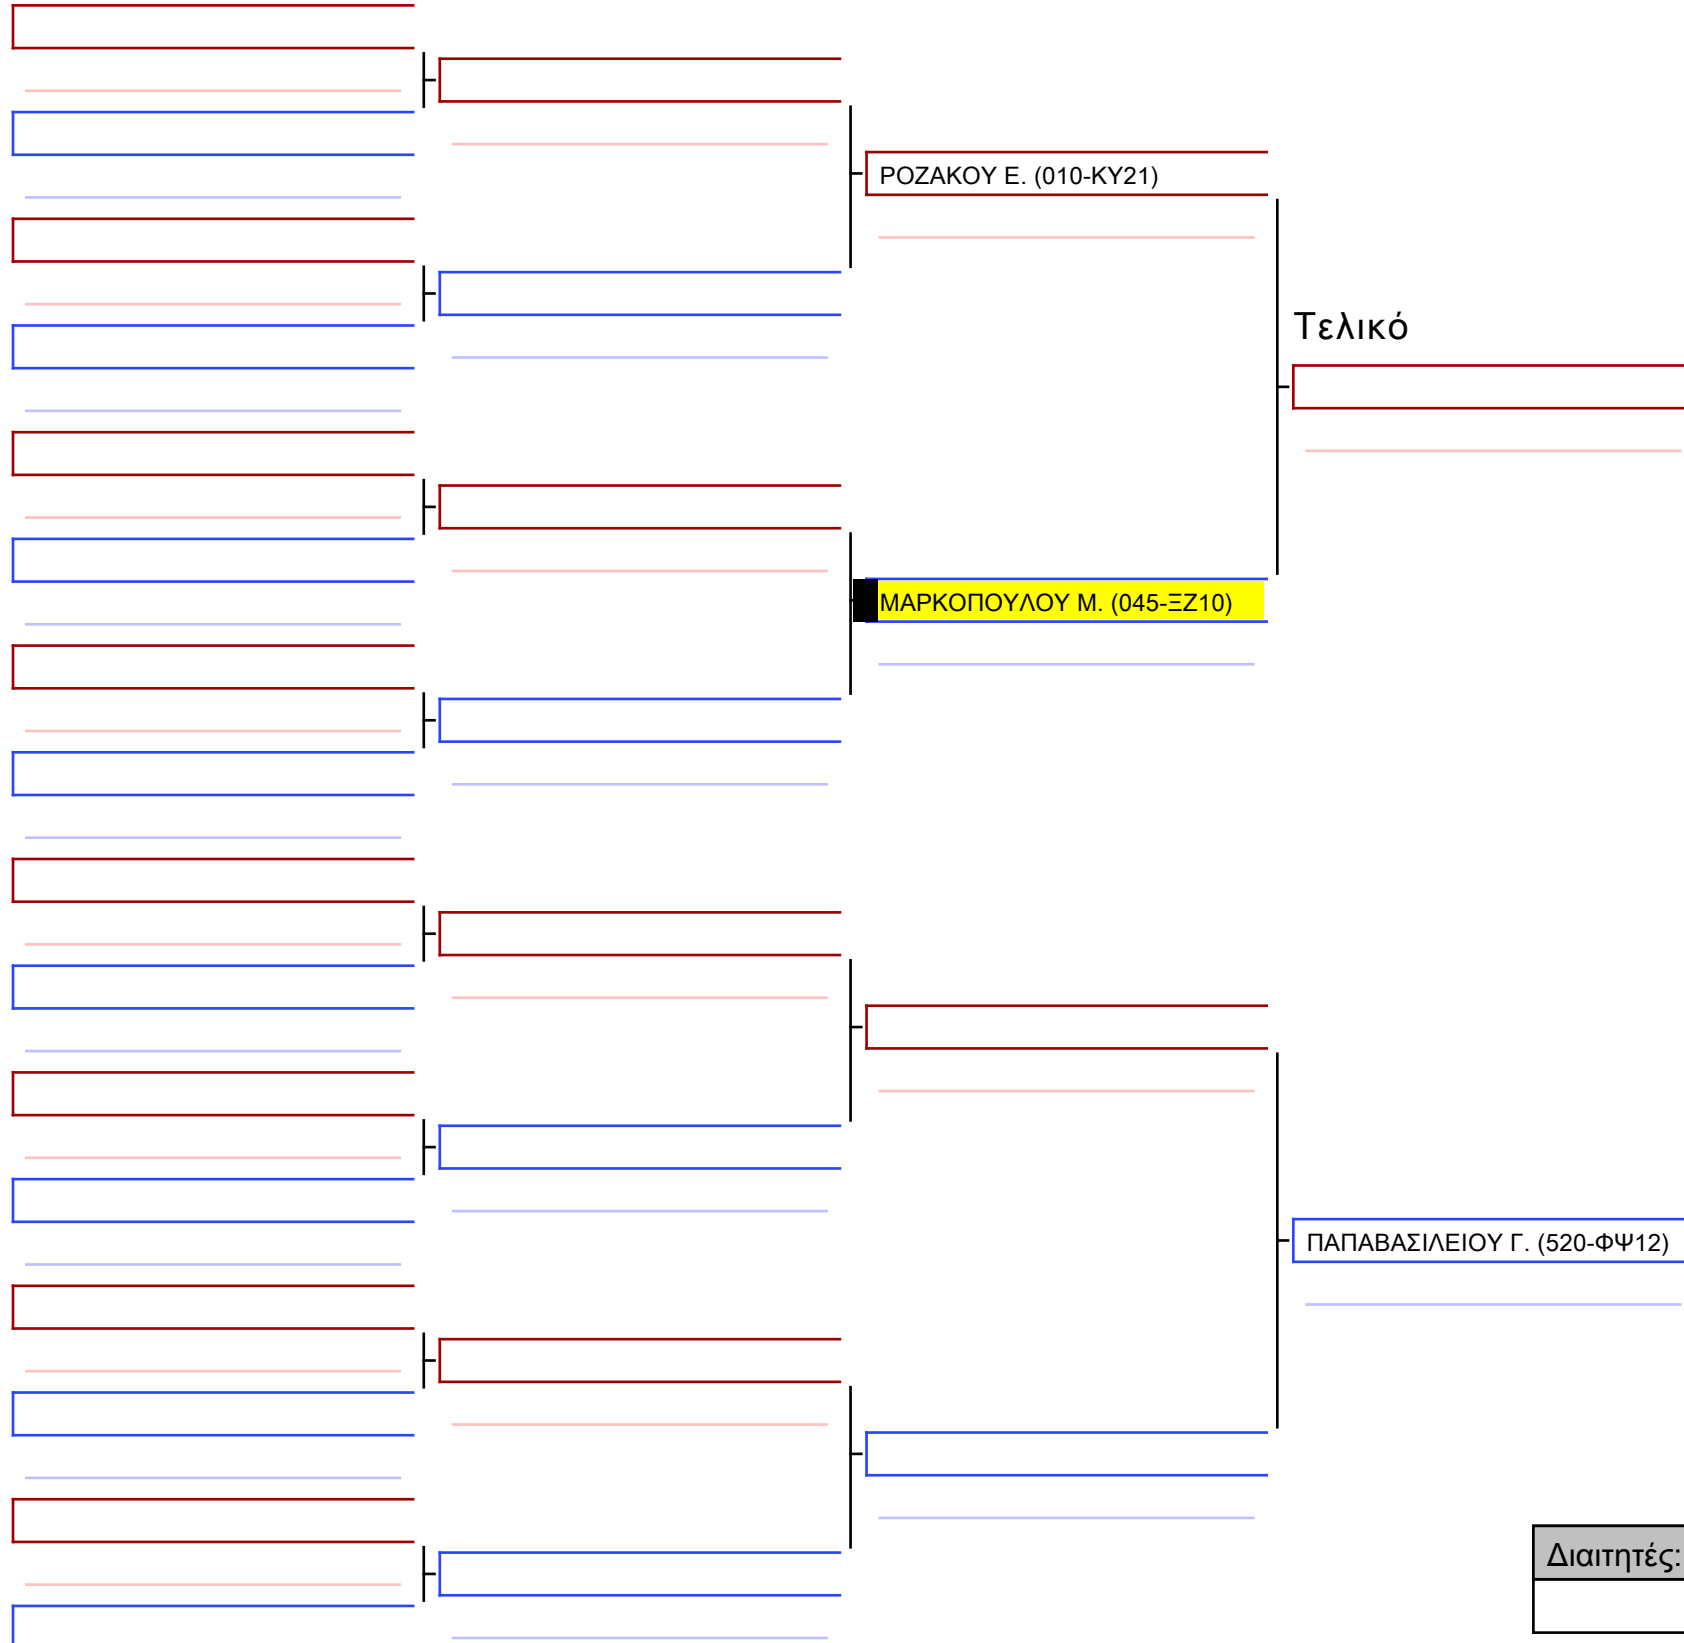 ΡΟΖΑΚΟΥ Ε. (010-ΚΥ21)
Τελικό
ΜΑΡΚΟΠΟΥΛΟΥ Μ. (045-ΞΖ10)
ΠΑΠΑΒΑΣΙΛΕΙΟΥ Γ. (520-ΦΨ12)
Διαιτητές: